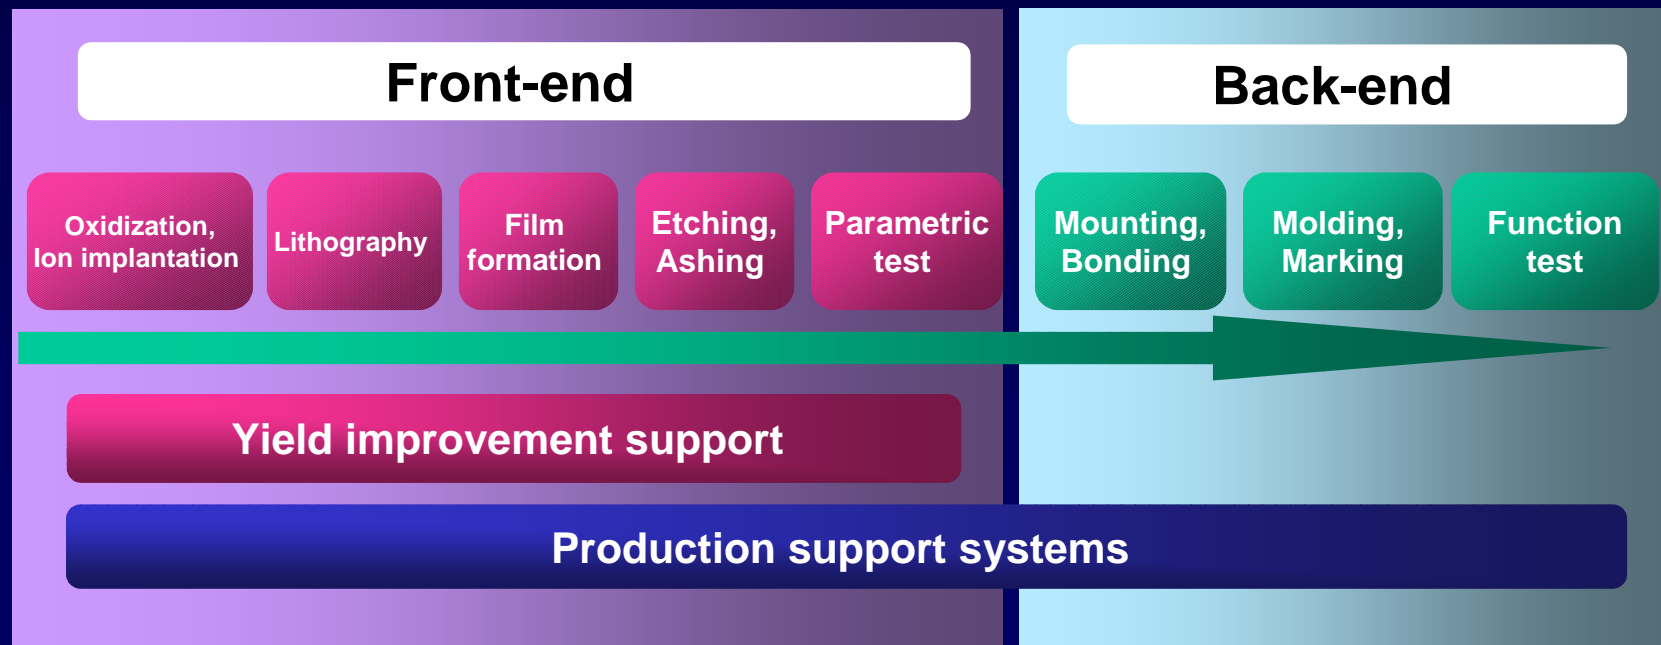 Front-end
Back-end
Oxidization,
Ion implantation
Lithography
Film
formation
Etching,
Ashing
Parametric
test
Mounting,
Bonding
Molding,
Marking
Function
test
Yield improvement support
Production support systems